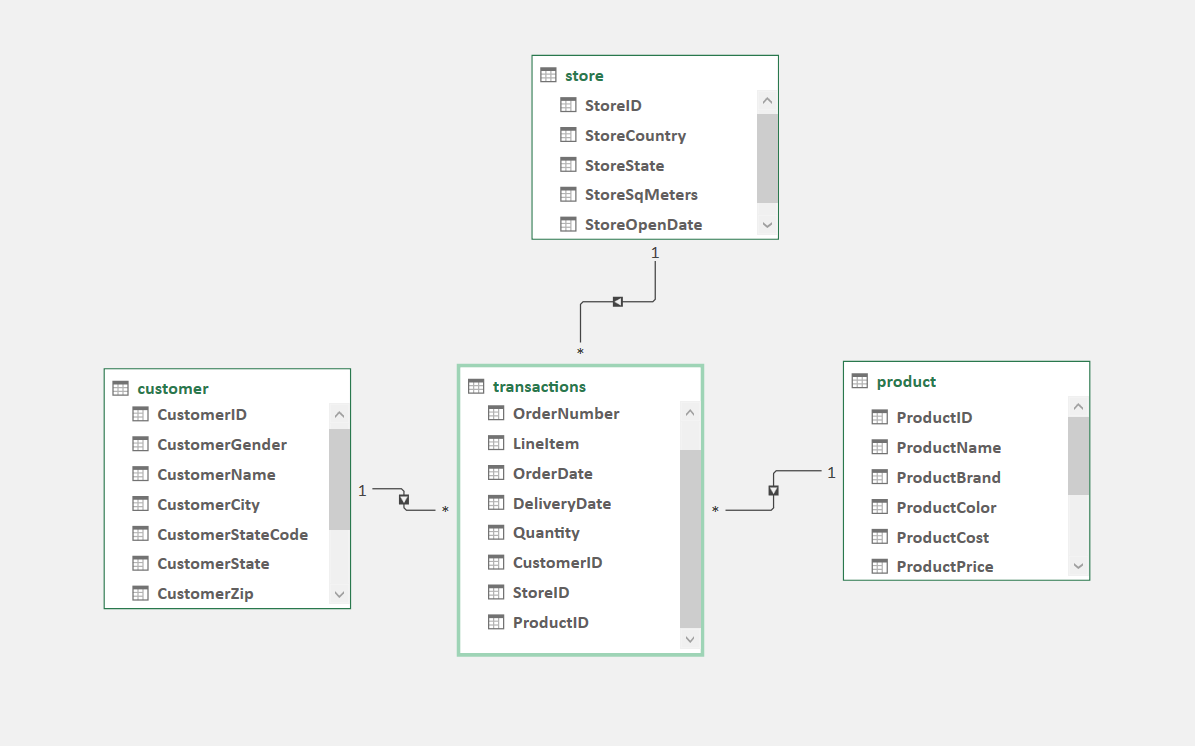 store
StoreID
StoreCountry
StoreState
StoreSqMeters
StoreOpenDate
1
*
customer
CustomerID
CustomerGender
CustomerName
CustomerCity
CustomerStateCode
CustomerState
CustomerZip
1
*
transactions
OrderNumber
LineItem
OrderDate
DeliveryDate
Quantity
CustomerID
StoreID
ProductID
*
1
product
ProductID
ProductName
ProductBrand
ProductColor
ProductCost
ProductPrice